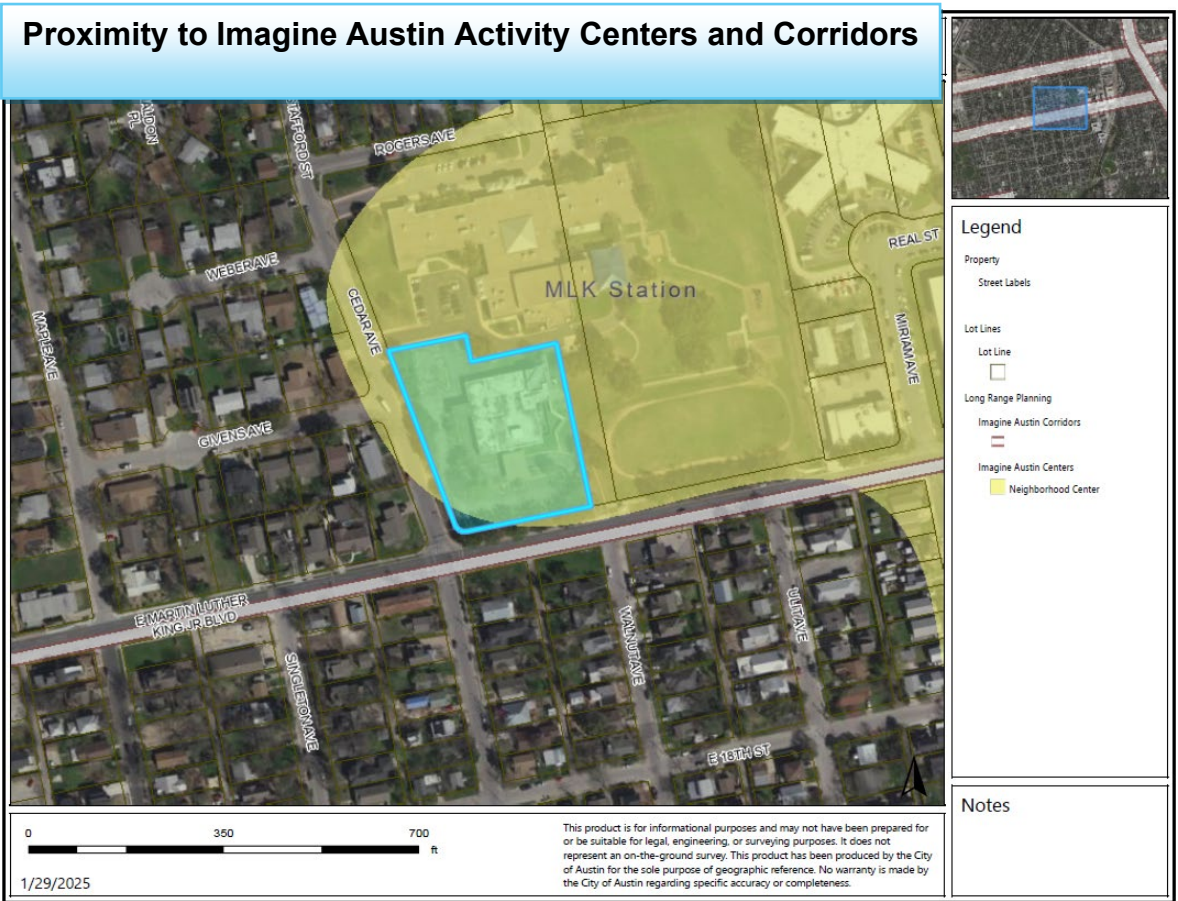 Proximity to Imagine Austin Activity Centers and Corridors
STAFFORD ST
ROGERS AVE
WEBER AVE
REAL ST
CEDAR AVE
MLK Station
MAPLE AVE
MIRIAM AVE
GIVENS AVE
E MARTIN LUTHER
KING JR BLVD
WALNUT AVE
ULIT AVE
SINGLETON AVE
E 18TH ST
Legend
Property
Street Labels
Lot Lines
Lot Line
Long Range Planning
Imagine Austin Corridors
Imagine Austin Centers
Neighborhood Center
Notes
0 350 700
ft
1/29/2025
This product is for informational purposes and may not have been prepared for
or be suitable for legal, engineering, or surveying purposes. It does not
represent an on-the-ground survey. This product has been produced by the City
of Austin for the sole purpose of geographic reference. No warranty is made by
the City of Austin regarding specific accuracy or completeness.